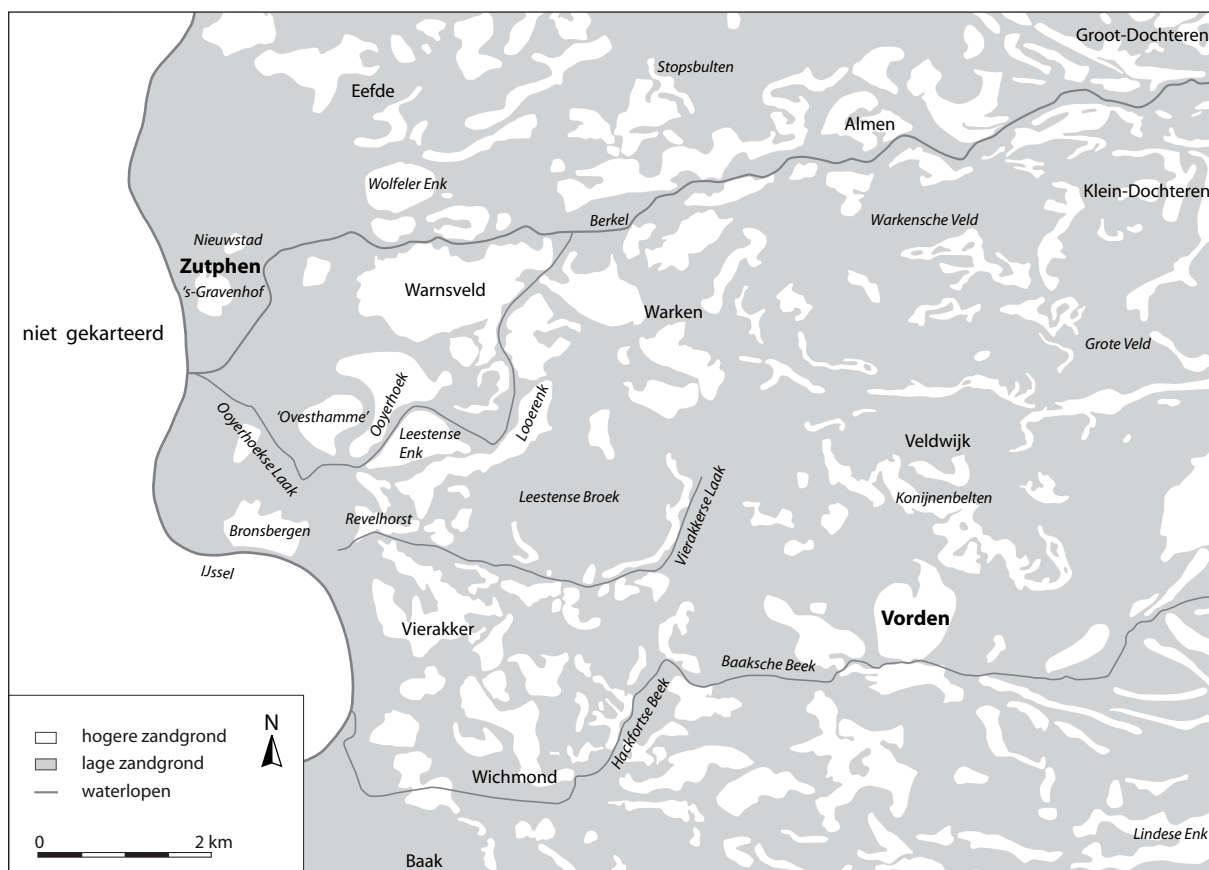 Groot-Dochteren
Stopsbulten
Eefde
Almen
Wolfeler Enk
Klein-Dochteren
Berkel
Warkensche Veld
Nieuwstad
Zutphen
's-Gravenhof
Warnsveld
Warken
niet gekarteerd
Grote Veld
Ooyerhoek
Looerenk
'Ovesthamme'
Ooyerhoekse Laak
Leestense
Enk
Veldwijk
Leestense Broek
Konijnenbelten
Vierakkerse Laak
Revelhorst
Bronsbergen
IJssel
Vierakker
Vorden
Baaksche Beek
Hackfortse Beek
Wichmond
Lindese Enk
Baak
N
hogere zandgrond
lage zandgrond
waterlopen
0 2 km